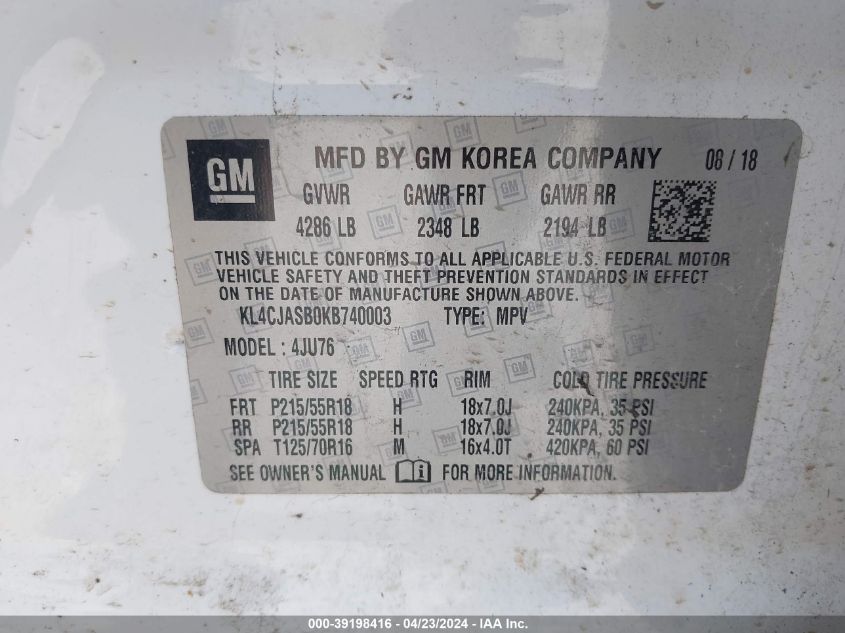 GM
MFD BY GM KOREA COMPANY 08 / 18
GVWR GAWR FRT GAWR RR
4286 LB 2348 LB 2194 LB
THIS VEHICLE CONFORMS TO ALL APPLICABLE U.S. FEDERAL MOTOR
VEHICLE SAFETY AND THEFT PREVENTION STANDARDS IN EFFECT
ON THE DATE OF MANUFACTURE SHOWN ABOVE.
KL4CJASB0KB740003 TYPE: MPV
MODEL : 4JU76
TIRE SIZE SPEED RTG RIM COLD TIRE PRESSURE
FRT P215/55R18 H 18x7.0J 240KPA, 35 PSI
RR P215/55R18 H 18x7.0J 240KPA, 35 PSI
SPA T125/70R16 M 16x4.0T 420KPA, 60 PSI
SEE OWNER'S MANUAL i FOR MORE INFORMATION.
000-39198416 - 04/23/2024 - IAA Inc.